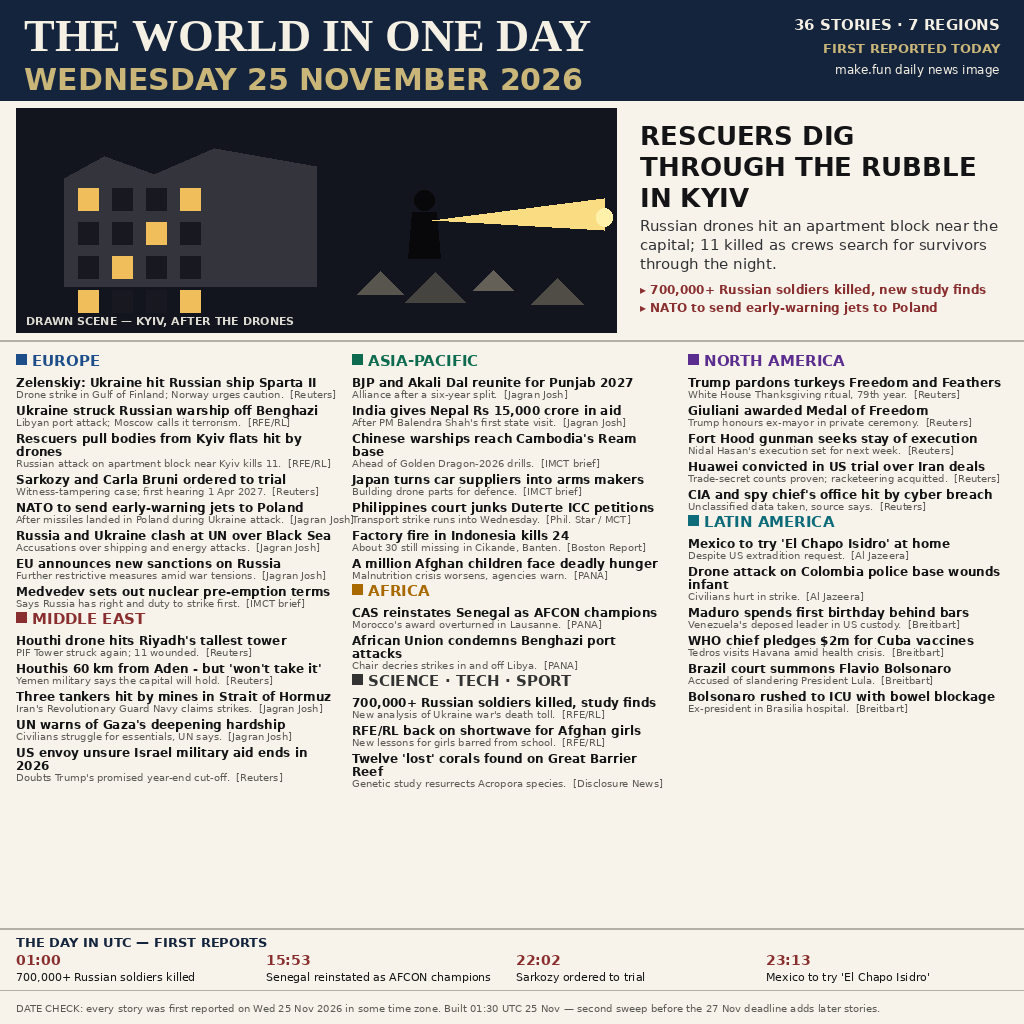 THE WORLD IN ONE DAY
WEDNESDAY 25 NOVEMBER 2026
36 STORIES · 7 REGIONS
FIRST REPORTED TODAY
make.fun daily news image
DRAWN SCENE — KYIV, AFTER THE DRONES
RESCUERS DIG
THROUGH THE RUBBLE
IN KYIV
Russian drones hit an apartment block near the
capital; 11 killed as crews search for survivors
through the night.
▸ 700,000+ Russian soldiers killed, new study finds
▸ NATO to send early-warning jets to Poland
EUROPE
Zelenskiy: Ukraine hit Russian ship Sparta II
Drone strike in Gulf of Finland; Norway urges caution. [Reuters]
Ukraine struck Russian warship off Benghazi
Libyan port attack; Moscow calls it terrorism. [RFE/RL]
Rescuers pull bodies from Kyiv flats hit by
drones
Russian attack on apartment block near Kyiv kills 11. [RFE/RL]
Sarkozy and Carla Bruni ordered to trial
Witness-tampering case; first hearing 1 Apr 2027. [Reuters]
NATO to send early-warning jets to Poland
After missiles landed in Poland during Ukraine attack. [Jagran Josh]
Russia and Ukraine clash at UN over Black Sea
Accusations over shipping and energy attacks. [Jagran Josh]
EU announces new sanctions on Russia
Further restrictive measures amid war tensions. [Jagran Josh]
Medvedev sets out nuclear pre-emption terms
Says Russia has right and duty to strike first. [IMCT brief]
MIDDLE EAST
Houthi drone hits Riyadh's tallest tower
PIF Tower struck again; 11 wounded. [Reuters]
Houthis 60 km from Aden - but 'won't take it'
Yemen military says the capital will hold. [Reuters]
Three tankers hit by mines in Strait of Hormuz
Iran's Revolutionary Guard Navy claims strikes. [Jagran Josh]
UN warns of Gaza's deepening hardship
Civilians struggle for essentials, UN says. [Jagran Josh]
US envoy unsure Israel military aid ends in
2026
Doubts Trump's promised year-end cut-off. [Reuters]
ASIA-PACIFIC
BJP and Akali Dal reunite for Punjab 2027
Alliance after a six-year split. [Jagran Josh]
India gives Nepal Rs 15,000 crore in aid
After PM Balendra Shah's first state visit. [Jagran Josh]
Chinese warships reach Cambodia's Ream
base
Ahead of Golden Dragon-2026 drills. [IMCT brief]
Japan turns car suppliers into arms makers
Building drone parts for defence. [IMCT brief]
Philippines court junks Duterte ICC petitions
Transport strike runs into Wednesday. [Phil. Star / MCT]
Factory fire in Indonesia kills 24
About 30 still missing in Cikande, Banten. [Boston Report]
A million Afghan children face deadly hunger
Malnutrition crisis worsens, agencies warn. [PANA]
AFRICA
CAS reinstates Senegal as AFCON champions
Morocco's award overturned in Lausanne. [PANA]
African Union condemns Benghazi port
attacks
Chair decries strikes in and off Libya. [PANA]
SCIENCE · TECH · SPORT
700,000+ Russian soldiers killed, study finds
New analysis of Ukraine war's death toll. [RFE/RL]
RFE/RL back on shortwave for Afghan girls
New lessons for girls barred from school. [RFE/RL]
Twelve 'lost' corals found on Great Barrier
Reef
Genetic study resurrects Acropora species. [Disclosure News]
NORTH AMERICA
Trump pardons turkeys Freedom and Feathers
White House Thanksgiving ritual, 79th year. [Reuters]
Giuliani awarded Medal of Freedom
Trump honours ex-mayor in private ceremony. [Reuters]
Fort Hood gunman seeks stay of execution
Nidal Hasan's execution set for next week. [Reuters]
Huawei convicted in US trial over Iran deals
Trade-secret counts proven; racketeering acquitted. [Reuters]
CIA and spy chief's office hit by cyber breach
Unclassified data taken, source says. [Reuters]
LATIN AMERICA
Mexico to try 'El Chapo Isidro' at home
Despite US extradition request. [Al Jazeera]
Drone attack on Colombia police base wounds
infant
Civilians hurt in strike. [Al Jazeera]
Maduro spends first birthday behind bars
Venezuela's deposed leader in US custody. [Breitbart]
WHO chief pledges $2m for Cuba vaccines
Tedros visits Havana amid health crisis. [Breitbart]
Brazil court summons Flavio Bolsonaro
Accused of slandering President Lula. [Breitbart]
Bolsonaro rushed to ICU with bowel blockage
Ex-president in Brasilia hospital. [Breitbart]
THE DAY IN UTC — FIRST REPORTS
01:00
700,000+ Russian soldiers killed
15:53
Senegal reinstated as AFCON champions
22:02
Sarkozy ordered to trial
23:13
Mexico to try 'El Chapo Isidro'
DATE CHECK: every story was first reported on Wed 25 Nov 2026 in some time zone. Built 01:30 UTC 25 Nov — second sweep before the 27 Nov deadline adds later stories.